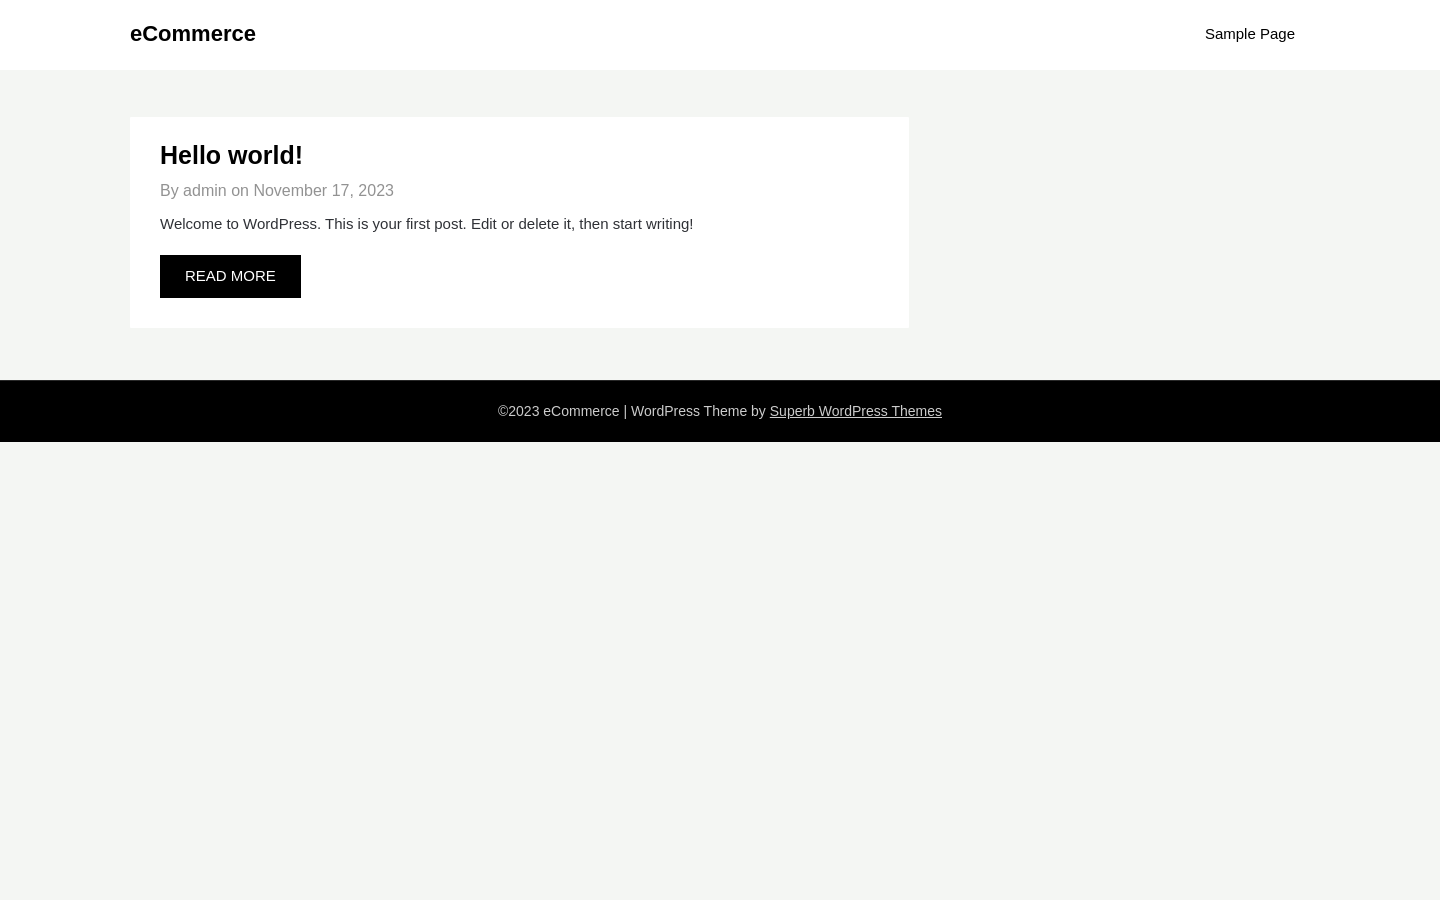 eCommerce
Sample Page
Hello world!
By admin on November 17, 2023
Welcome to WordPress. This is your first post. Edit or delete it, then start writing!
READ MORE
©2023 eCommerce | WordPress Theme by Superb WordPress Themes